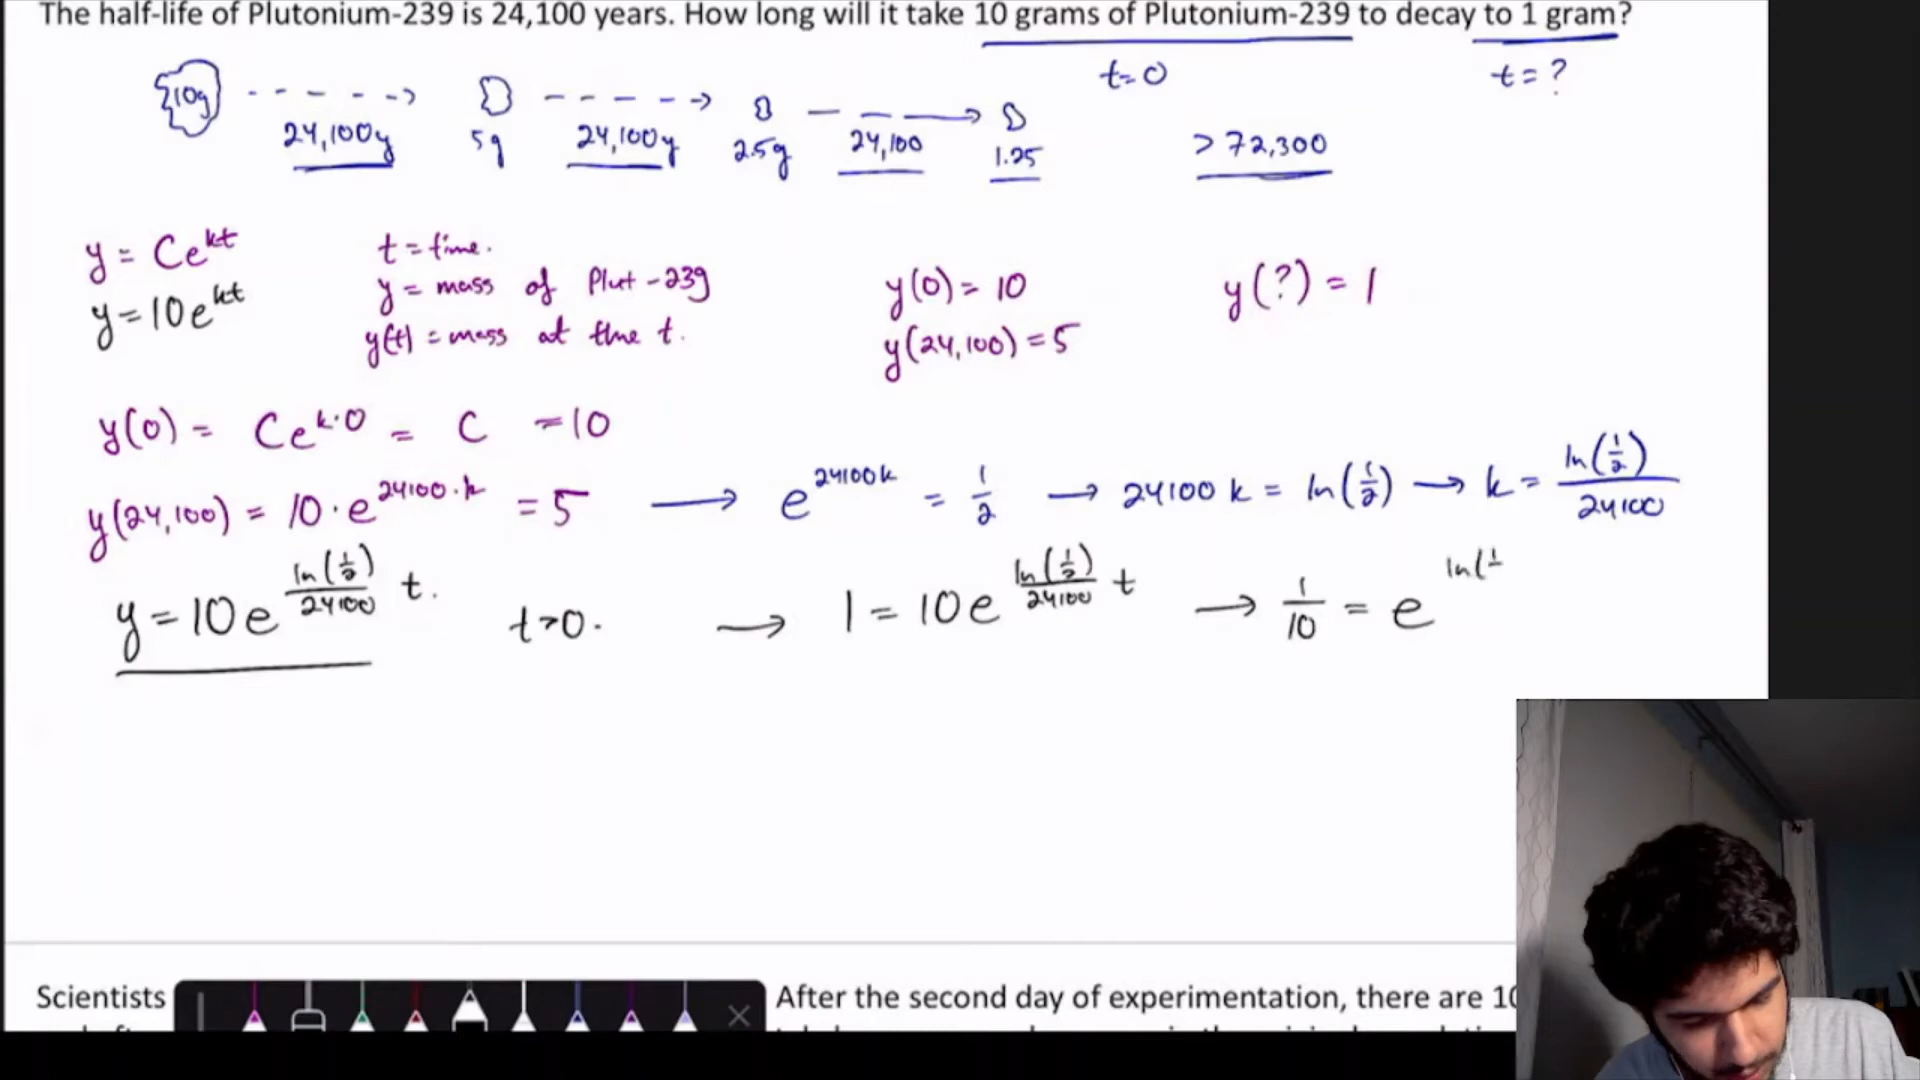 The half-life of Plutonium-239 is 24,100 years. How long will it take 10 grams of Plutonium-239 to decay to 1 gram?
t=0 t=?
10g 24,100y 5g 24,100y 2.5g 24,100 1.25 >72,300
y = Ce^{kt} t = time.
y = 10e^{kt} y = mass of Plut-239 y(0) = 10 y(?) = 1
y(t) = mass at time t. y(24,100) = 5
y(0) = Ce^{k·0} = C = 10
y(24,100) = 10·e^{24100·k} = 5 → e^{24100k} = 1/2 → 24100 k = ln(1/2) → k = ln(1/2)/24100
y = 10e^{ln(1/2)/24100 t}. t>0. → 1 = 10e^{ln(1/2)/24100 t} → 1/10 = e^{ln(1
Scientists After the second day of experimentation, there are 10